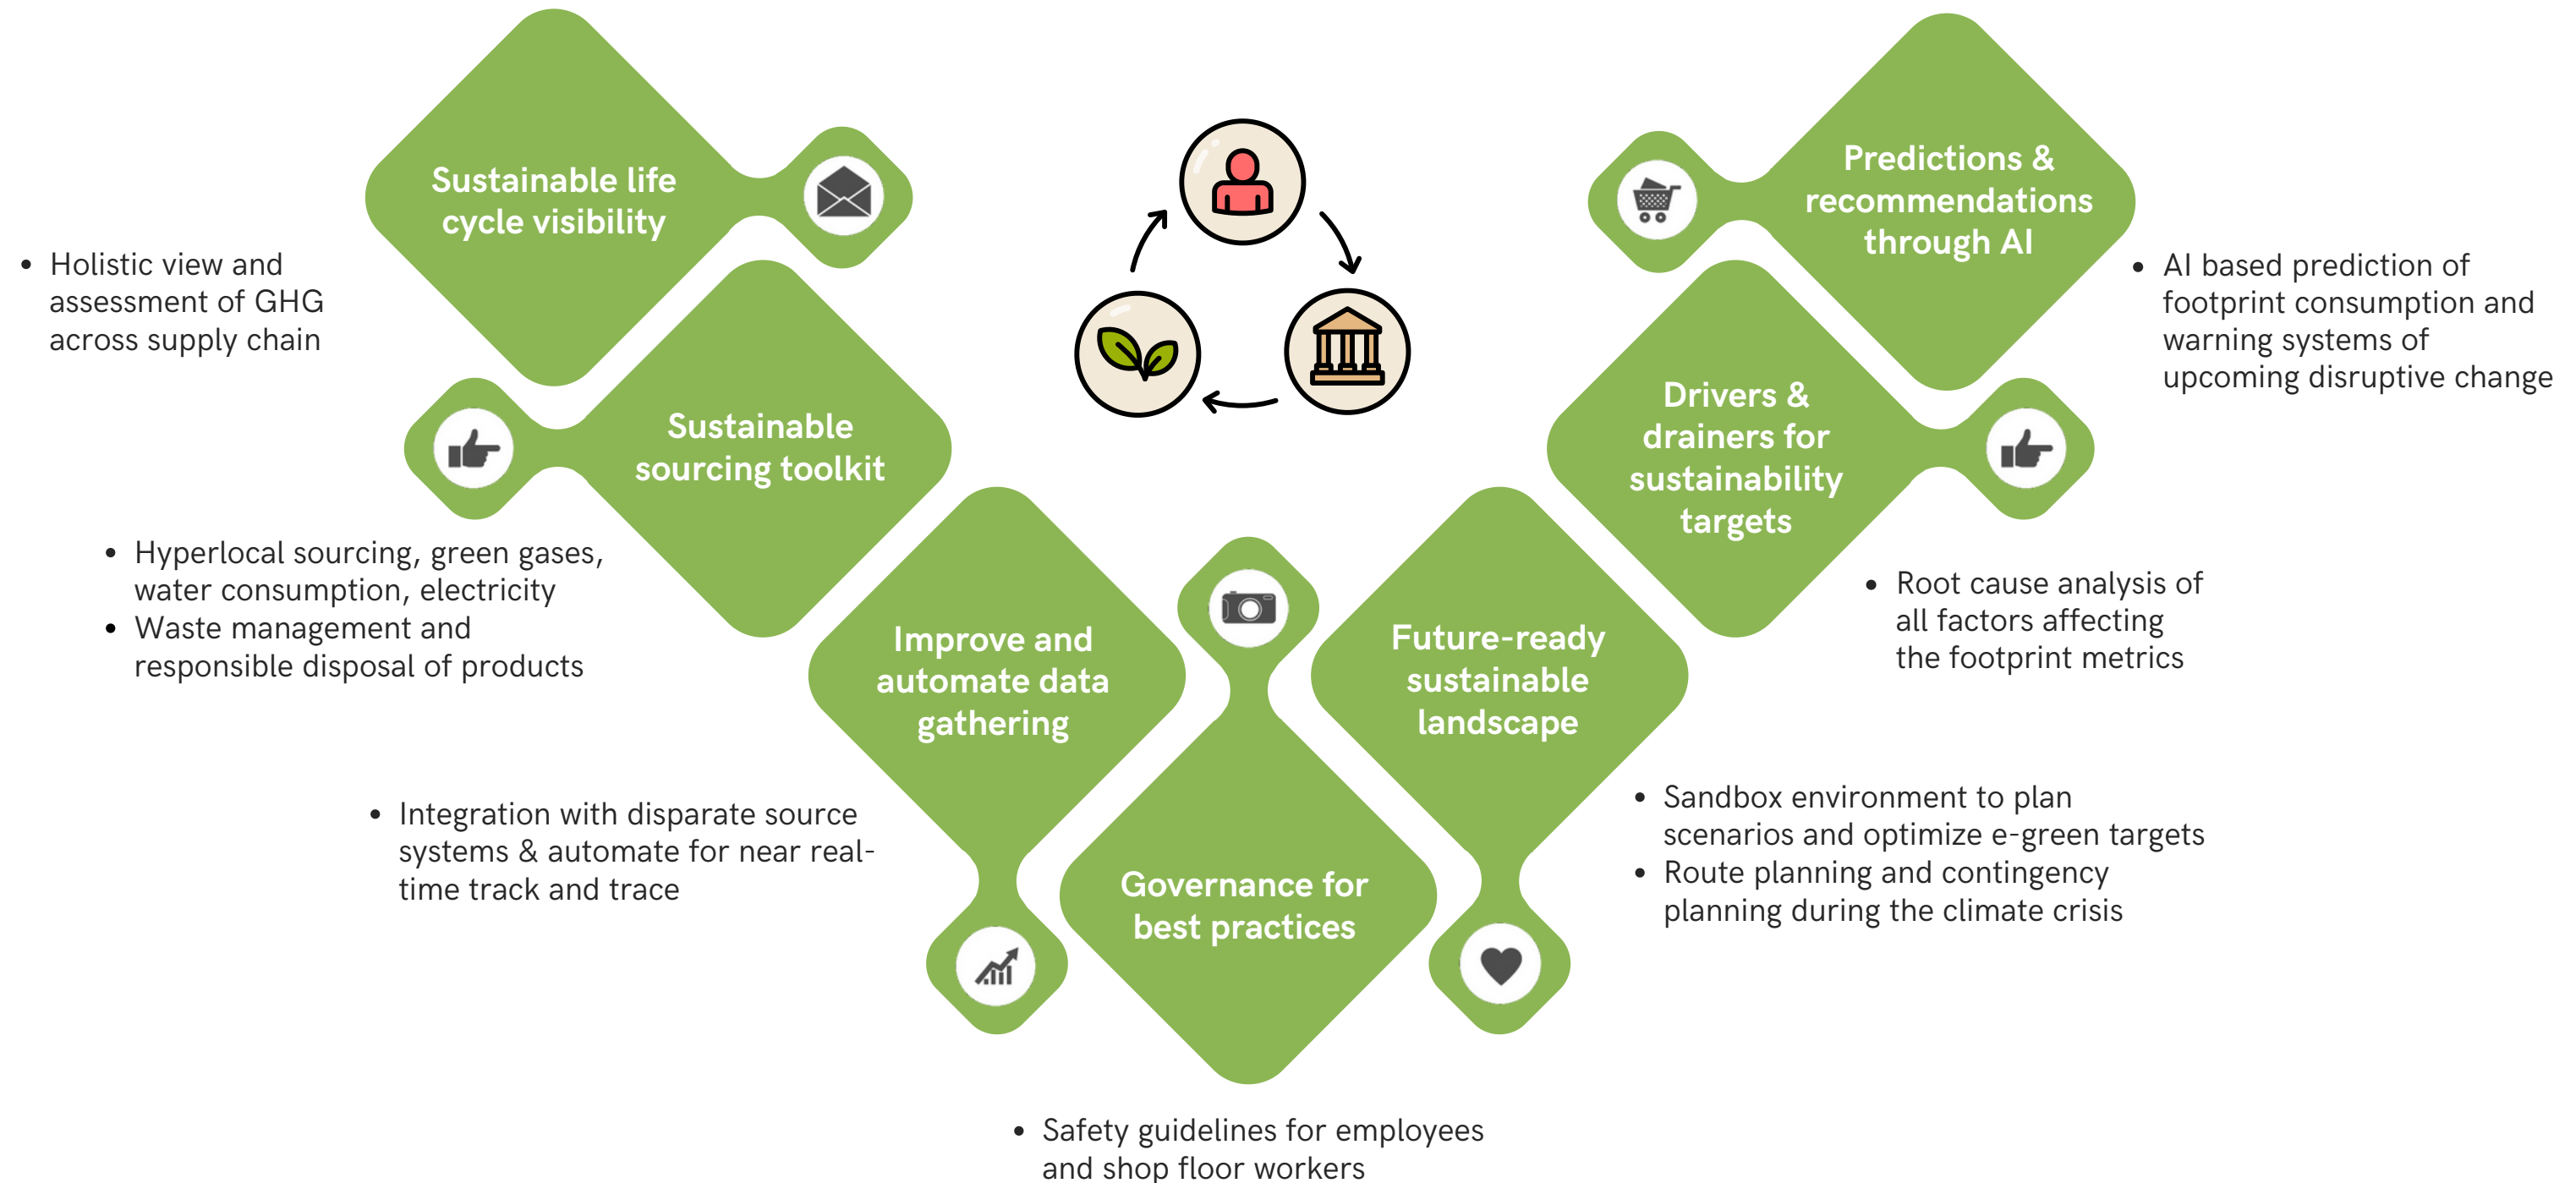 Sustainable life
cycle visibility
• Holistic view and
assessment of GHG
across supply chain
Sustainable
sourcing toolkit
• Hyperlocal sourcing, green gases,
water consumption, electricity
• Waste management and
responsible disposal of products
Improve and
automate data
gathering
• Integration with disparate source
systems & automate for near real-
time track and trace
Governance for
best practices
• Safety guidelines for employees
and shop floor workers
Future-ready
sustainable
landscape
• Sandbox environment to plan
scenarios and optimize e-green targets
• Route planning and contingency
planning during the climate crisis
Drivers &
drainers for
sustainability
targets
• Root cause analysis of
all factors affecting
the footprint metrics
Predictions &
recommendations
through AI
• AI based prediction of
footprint consumption and
warning systems of
upcoming disruptive change